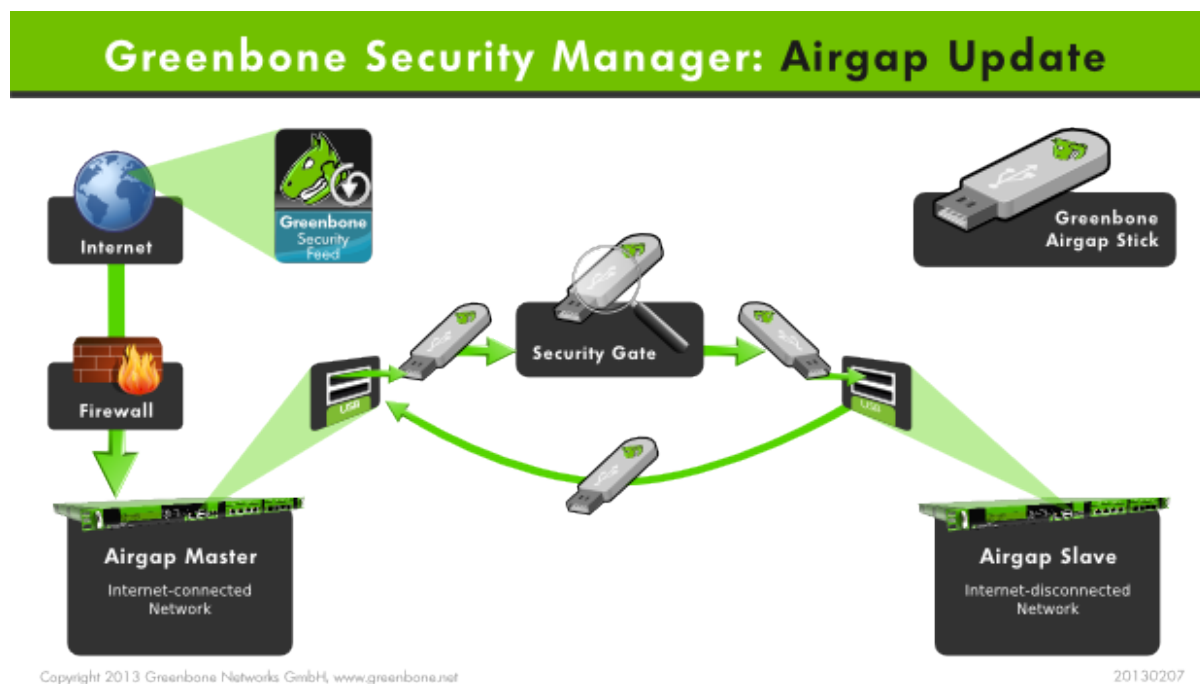 Greenbone Security Manager: Airgap Update
Internet
Greenbone
Security
Feed
Greenbone
Airgap Stick
Firewall
Security Gate
USB
USB
Airgap Master
Internet-connected
Network
Airgap Slave
Internet-disconnected
Network
Copyright 2013 Greenbone Networks GmbH, www.greenbone.net
20130207